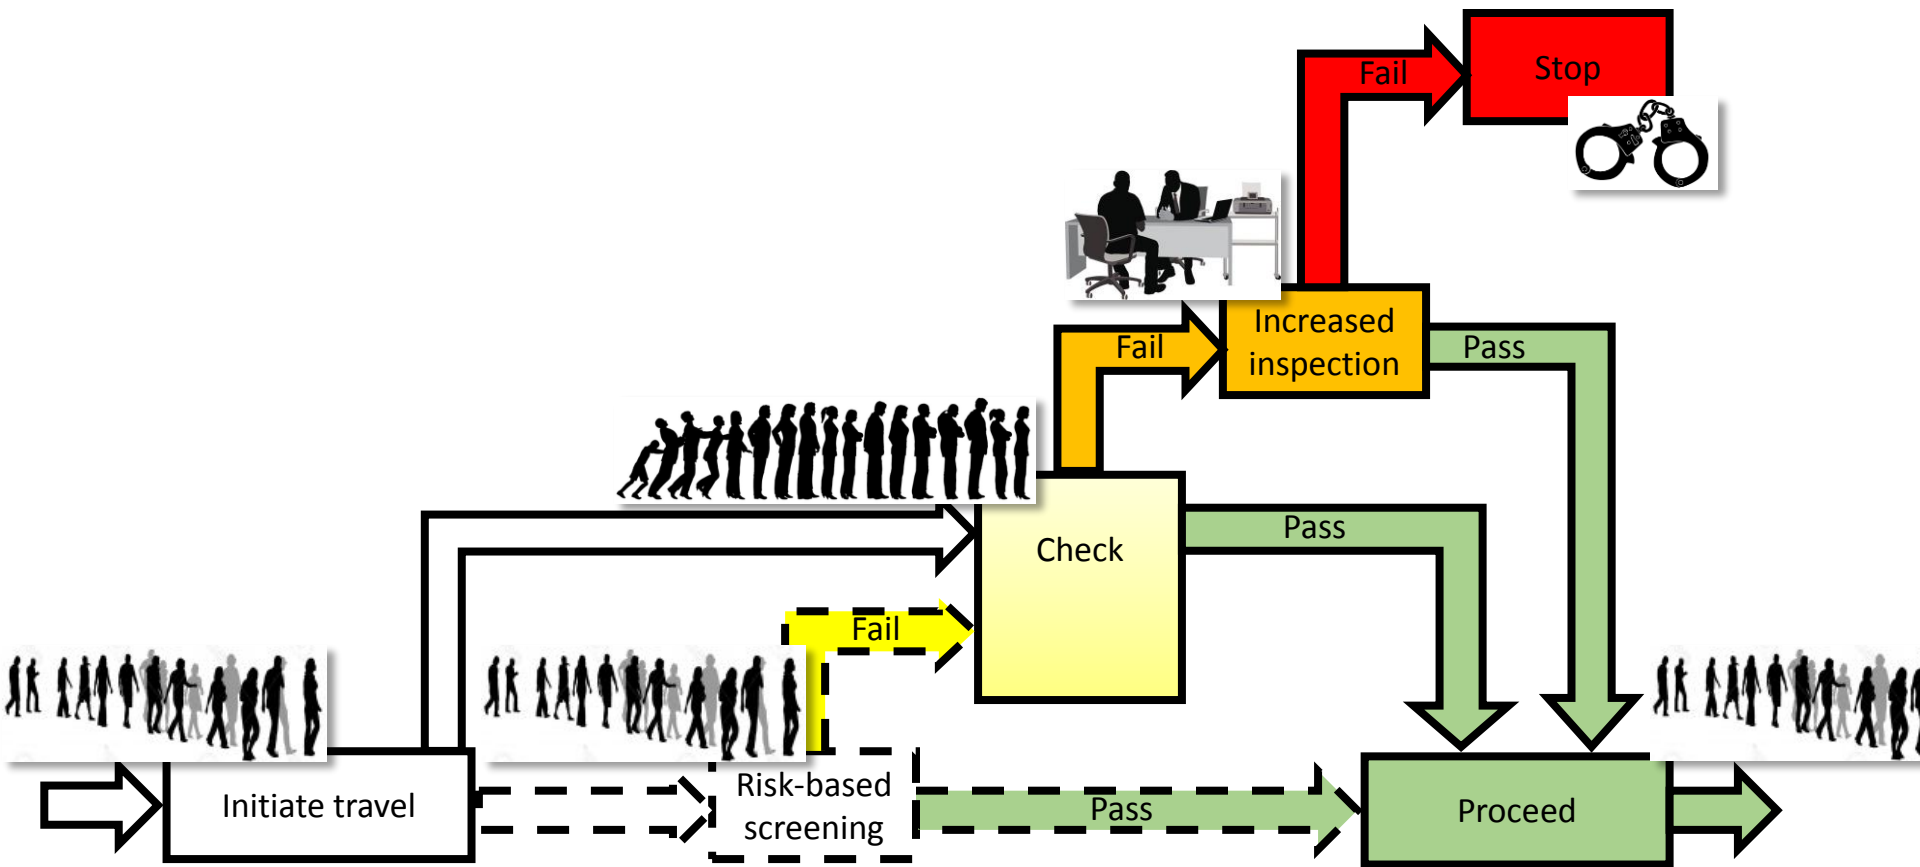 Fail
Stop
Fail
Increased
inspection
Pass
Check
Pass
Fail
Initiate travel
Risk-based
screening
Pass
Proceed